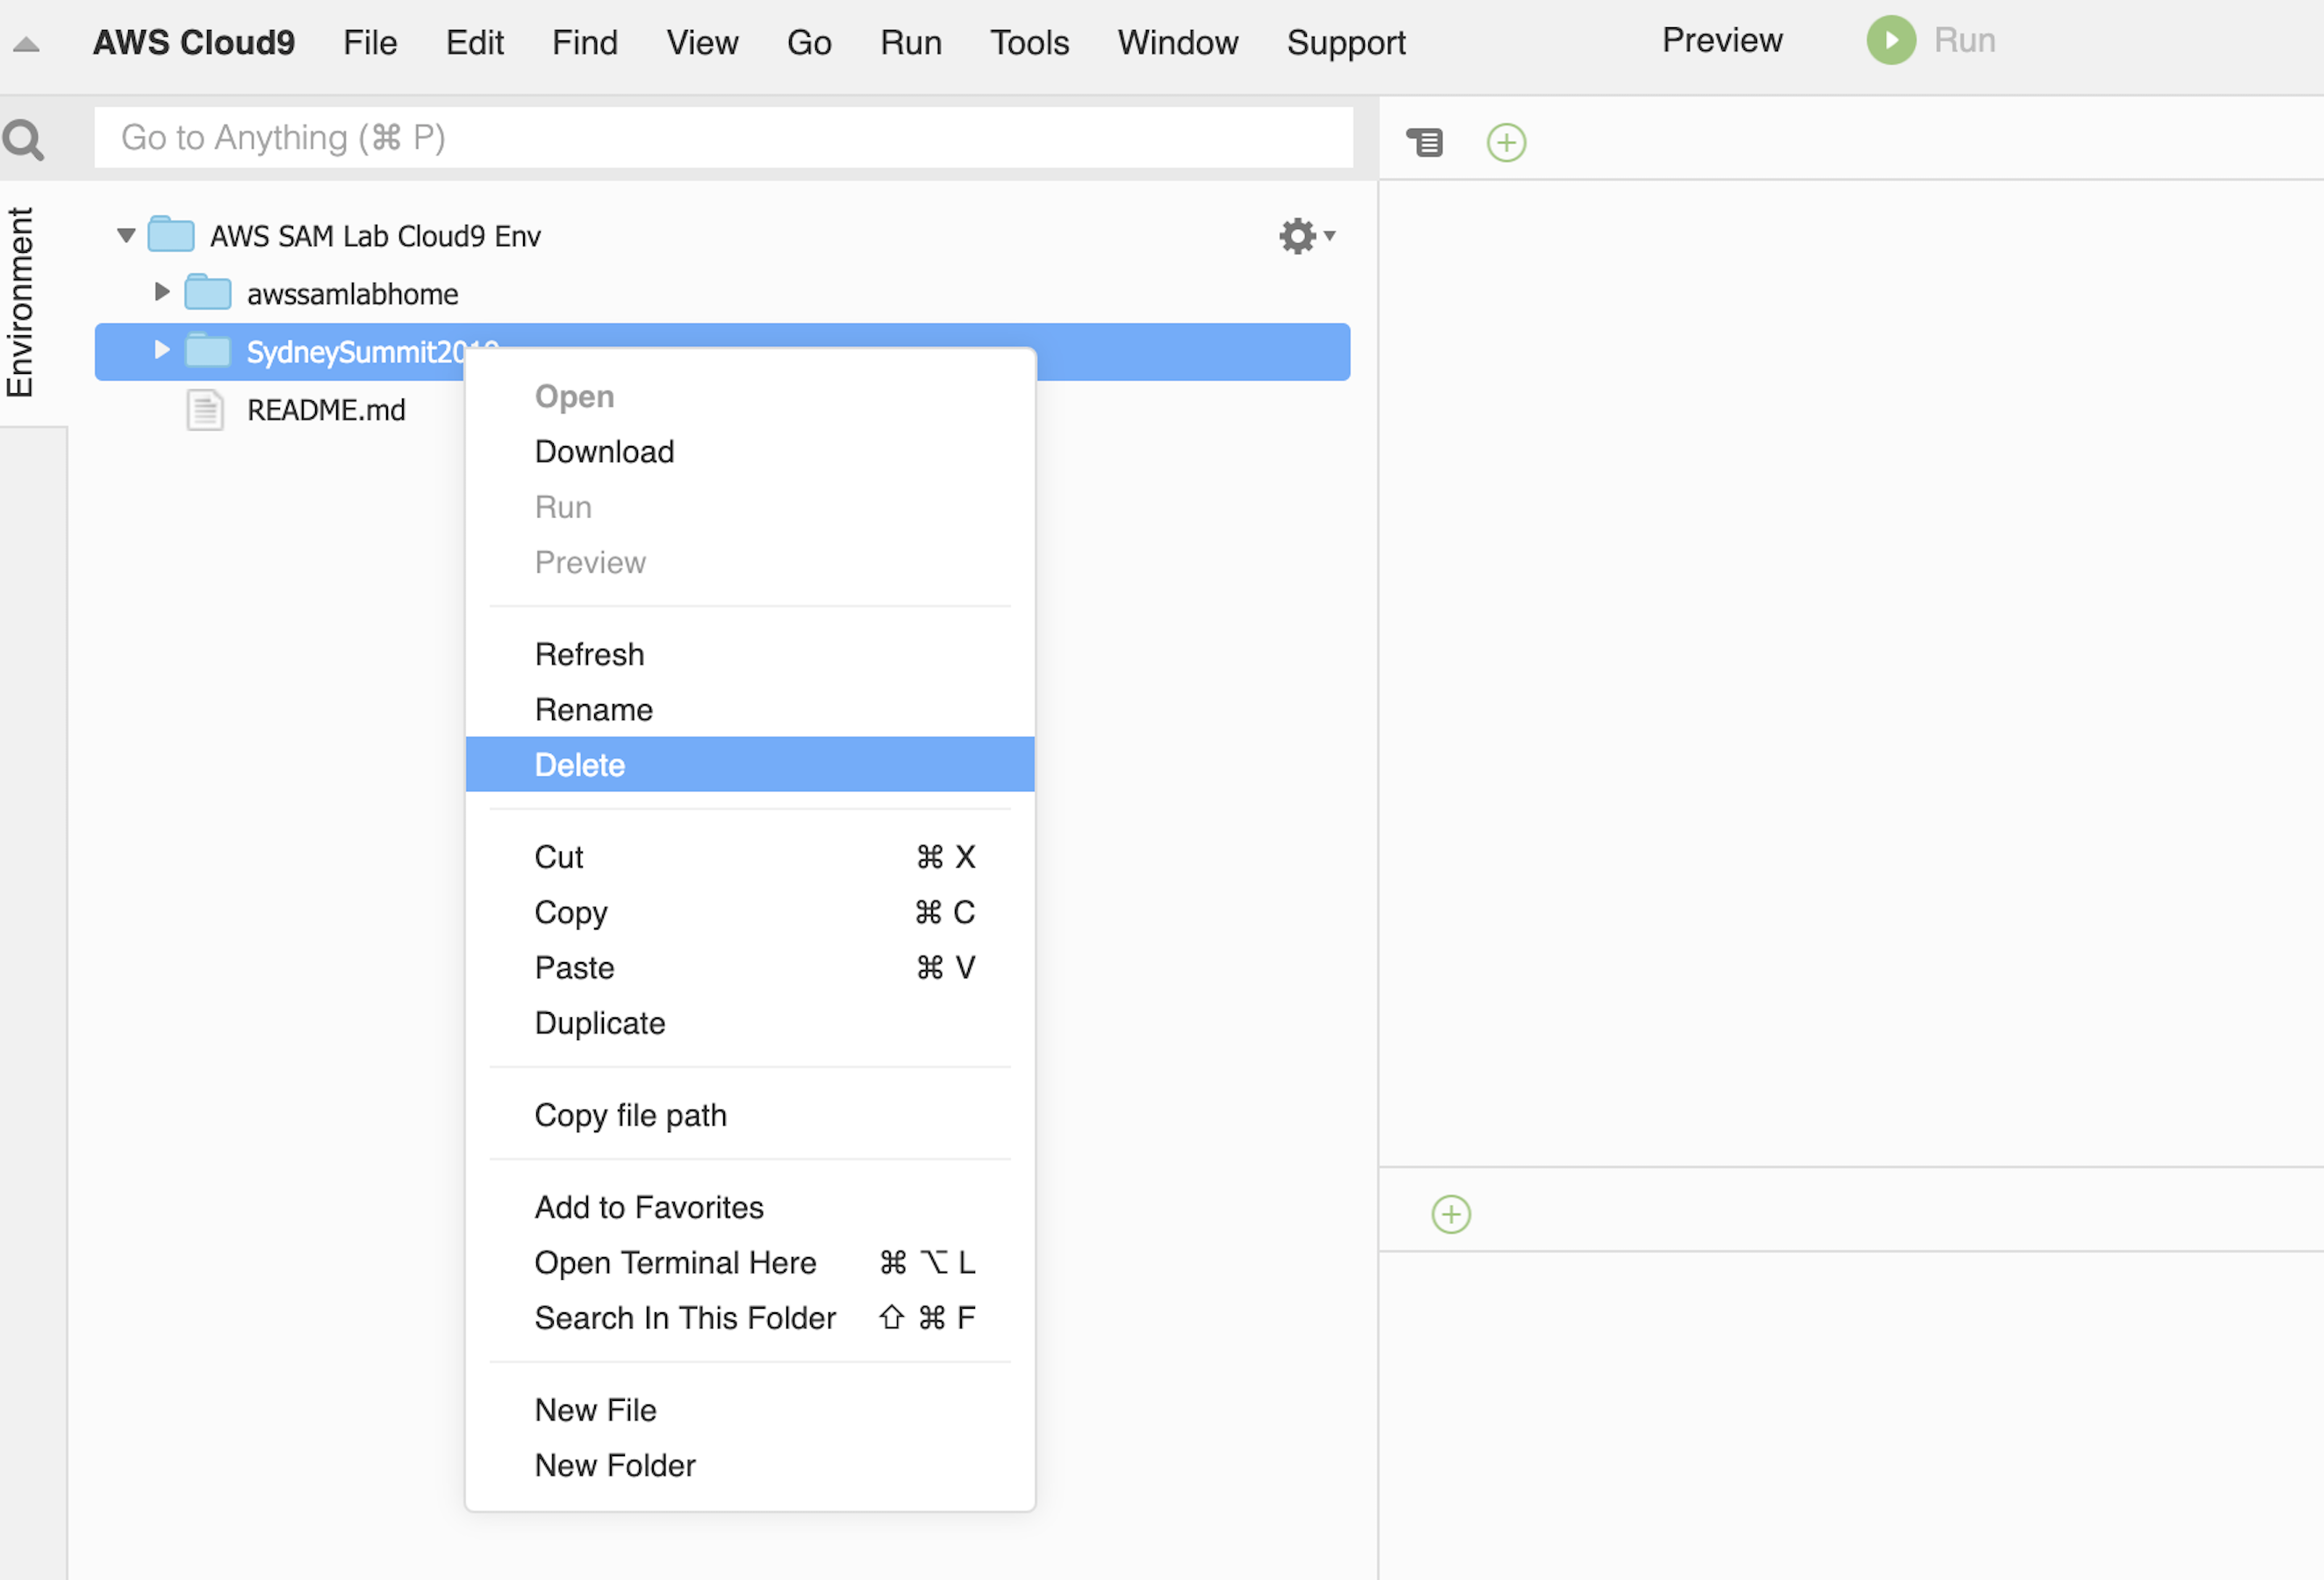 AWS Cloud9 File Edit Find View Go Run Tools Window Support Preview Run
Go to Anything (⌘ P)
Environment
AWS SAM Lab Cloud9 Env
awssamlabhome
README.md
Open
Download
Run
Preview
Refresh
Rename
Delete
Cut ⌘ X
Copy ⌘ C
Paste ⌘ V
Duplicate
Copy file path
Add to Favorites
Open Terminal Here ⌘ ⌥ L
Search In This Folder ⇧ ⌘ F
New File
New Folder